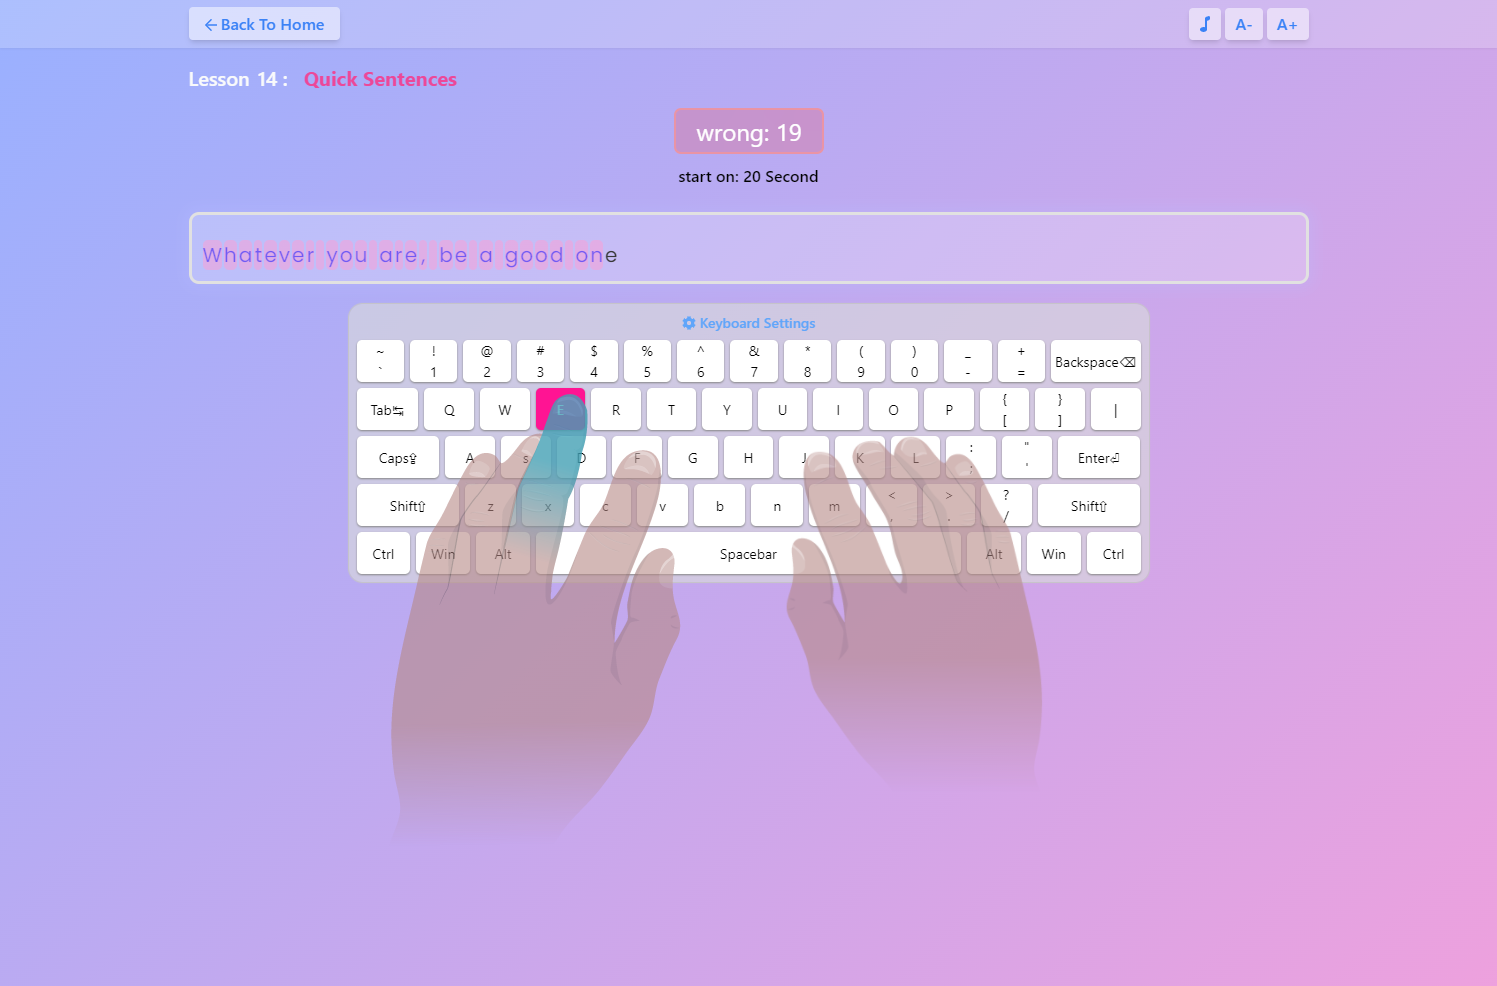 ←Back To Home
A-
A+
Lesson 14 : Quick Sentences
wrong: 19
start on: 20 Second
Whatever you are, be a good one
Keyboard Settings
~ ! @ # $ % ^ & * ( ) _ +
` 1 2 3 4 5 6 7 8 9 0 - = Backspace⌫
Tab↹ Q W E R T Y U I O P { } |
[ ]
Caps⇪ A s D F G H J K L : " Enter⏎
; '
Shift⇧ z x c v b n m < > ? Shift⇧
, . /
Ctrl Win Alt Spacebar Alt Win Ctrl